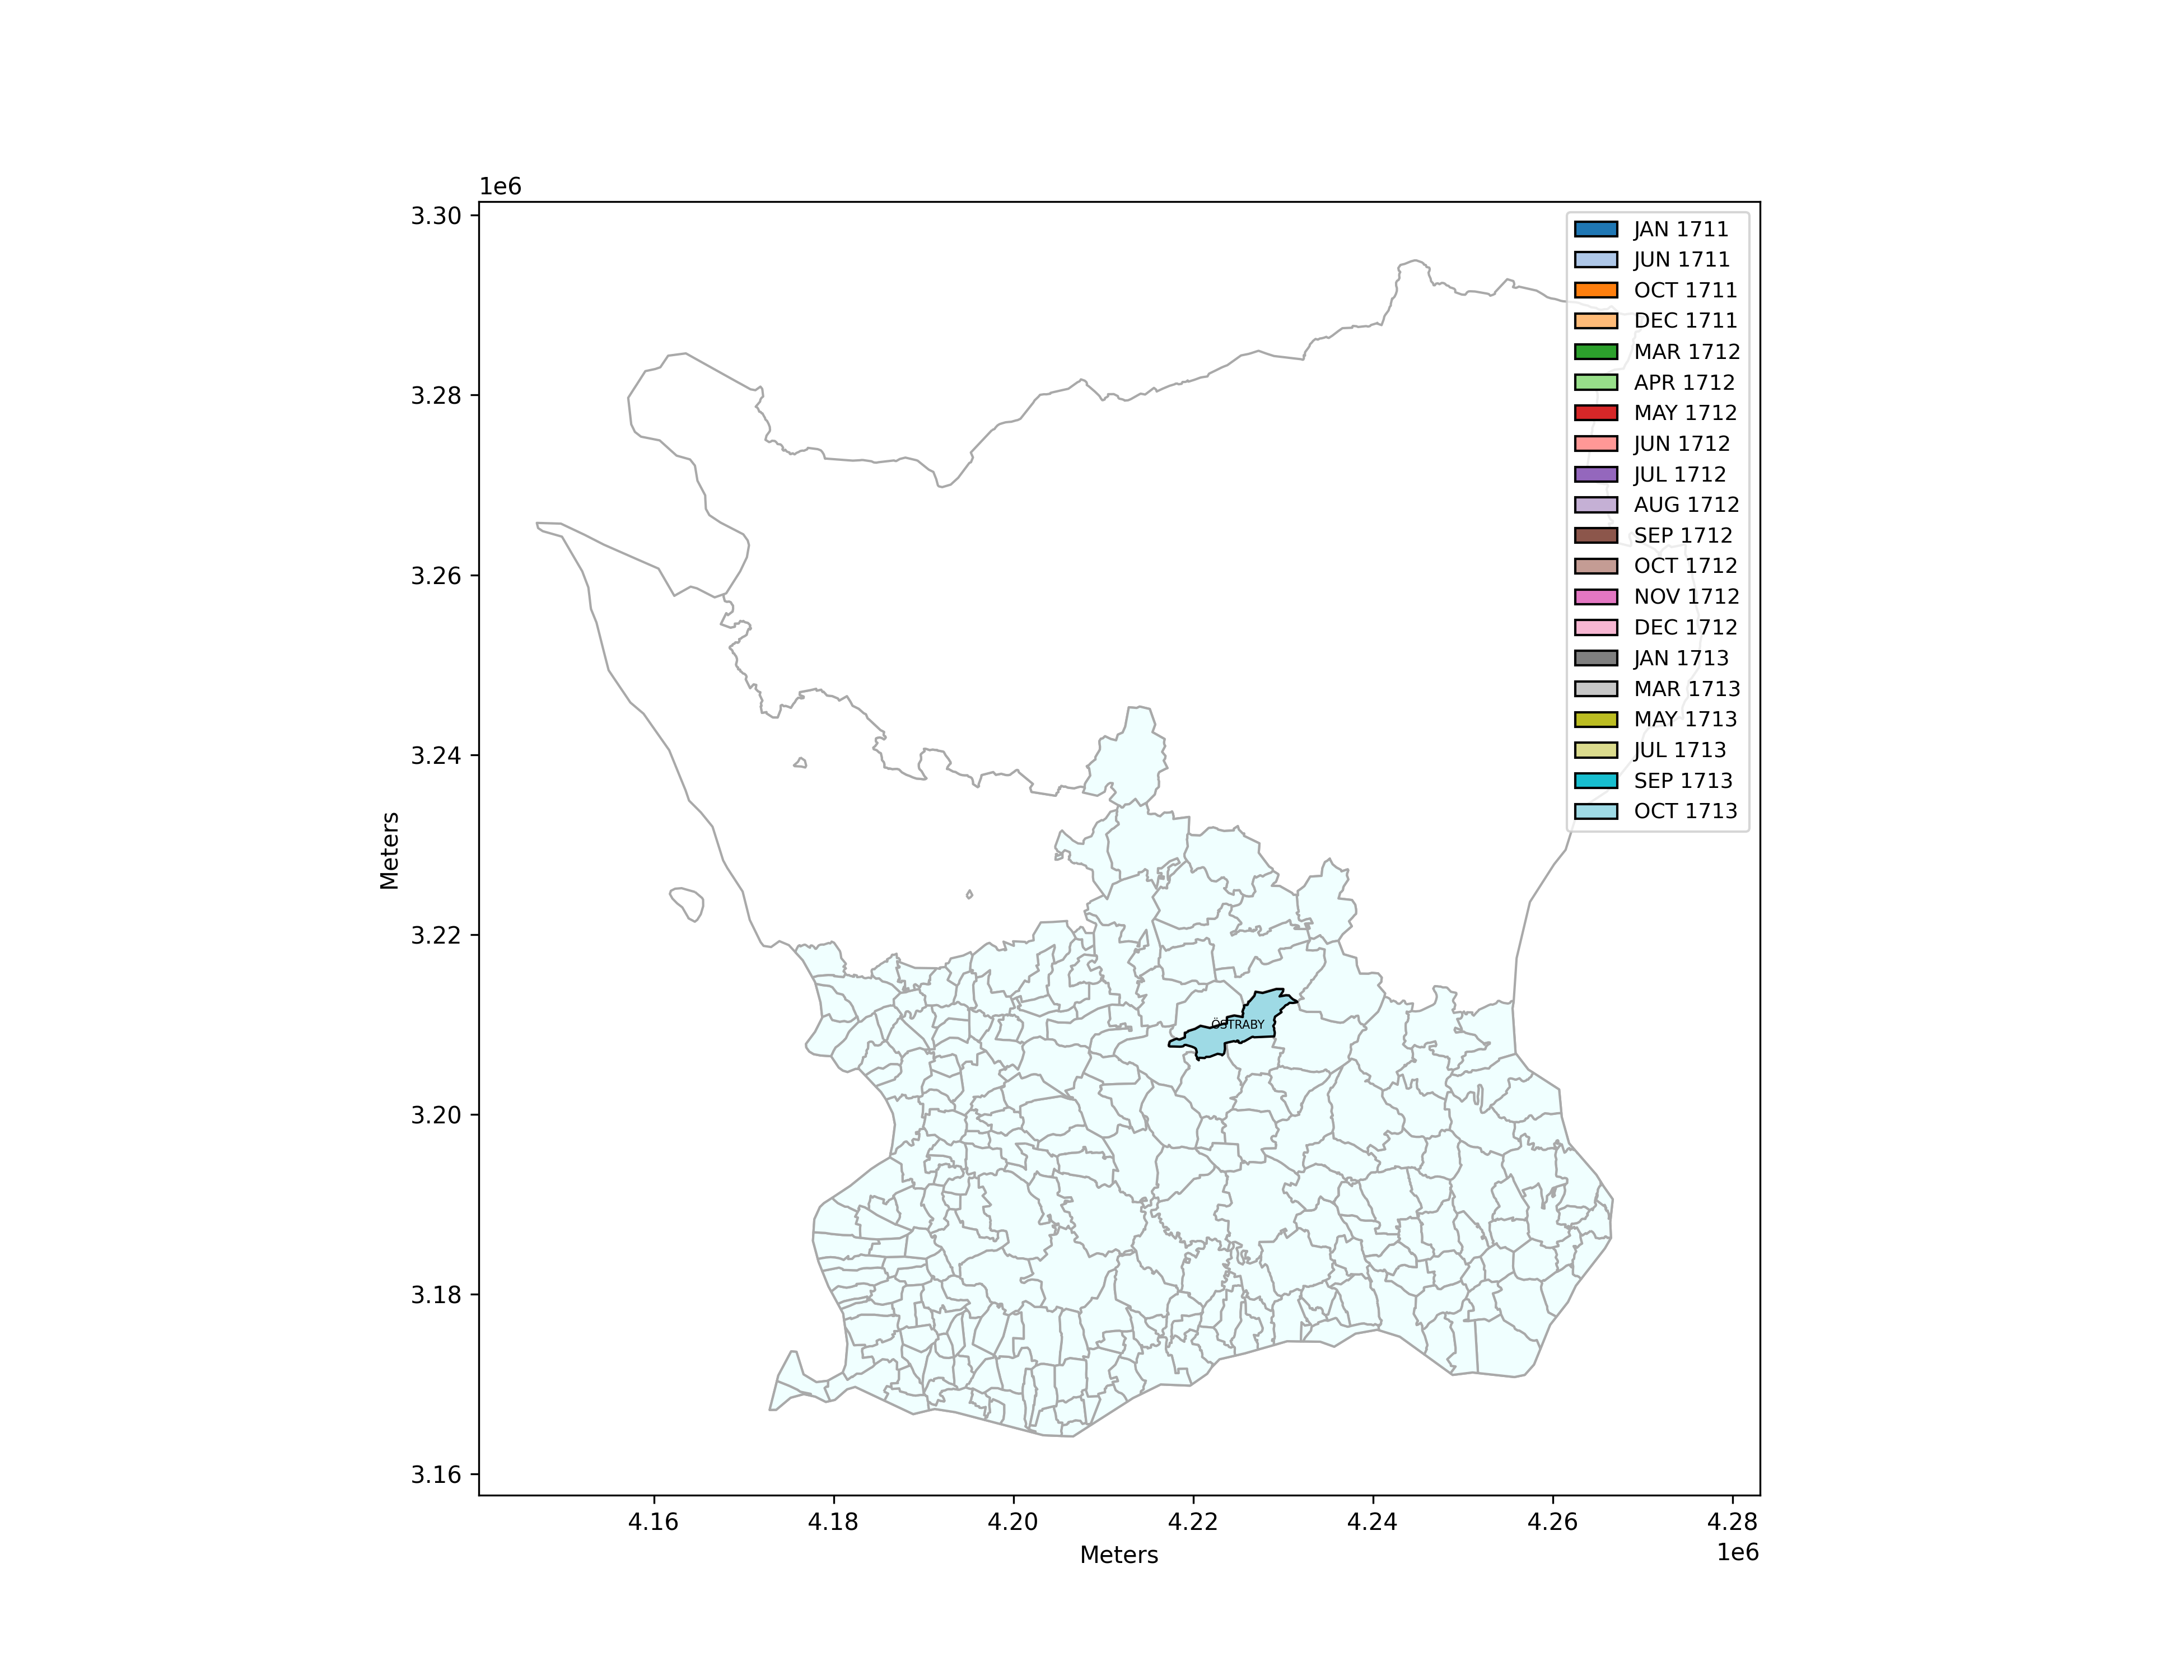 1e6
3.30
3.28
3.26
3.24
3.22
3.20
3.18
3.16
Meters
JAN 1711
JUN 1711
OCT 1711
DEC 1711
MAR 1712
APR 1712
MAY 1712
JUN 1712
JUL 1712
AUG 1712
SEP 1712
OCT 1712
NOV 1712
DEC 1712
JAN 1713
MAR 1713
MAY 1713
JUL 1713
SEP 1713
OCT 1713
ÖSTRABY
4.16 4.18 4.20 4.22 4.24 4.26 4.28
Meters
1e6